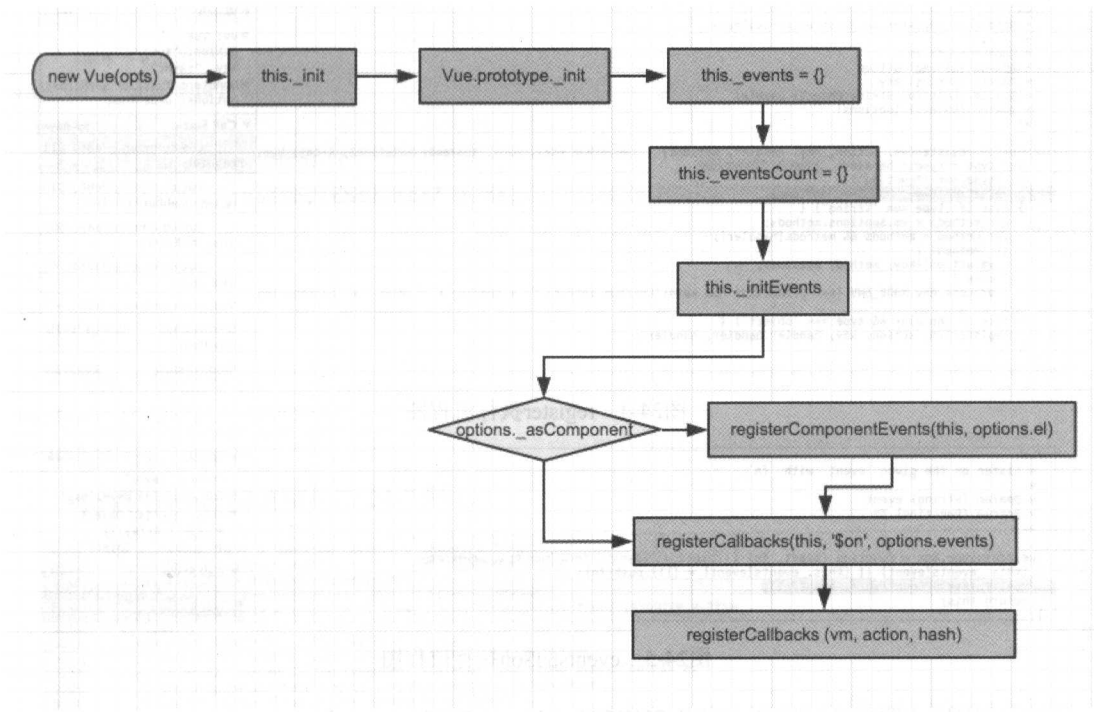 new Vue(opts)
this._init
Vue.prototype._init
this._events = {}
this._eventsCount = {}
this._initEvents
options._asComponent
registerComponentEvents(this, options.el)
registerCallbacks(this, '$on', options.events)
registerCallbacks (vm, action, hash)